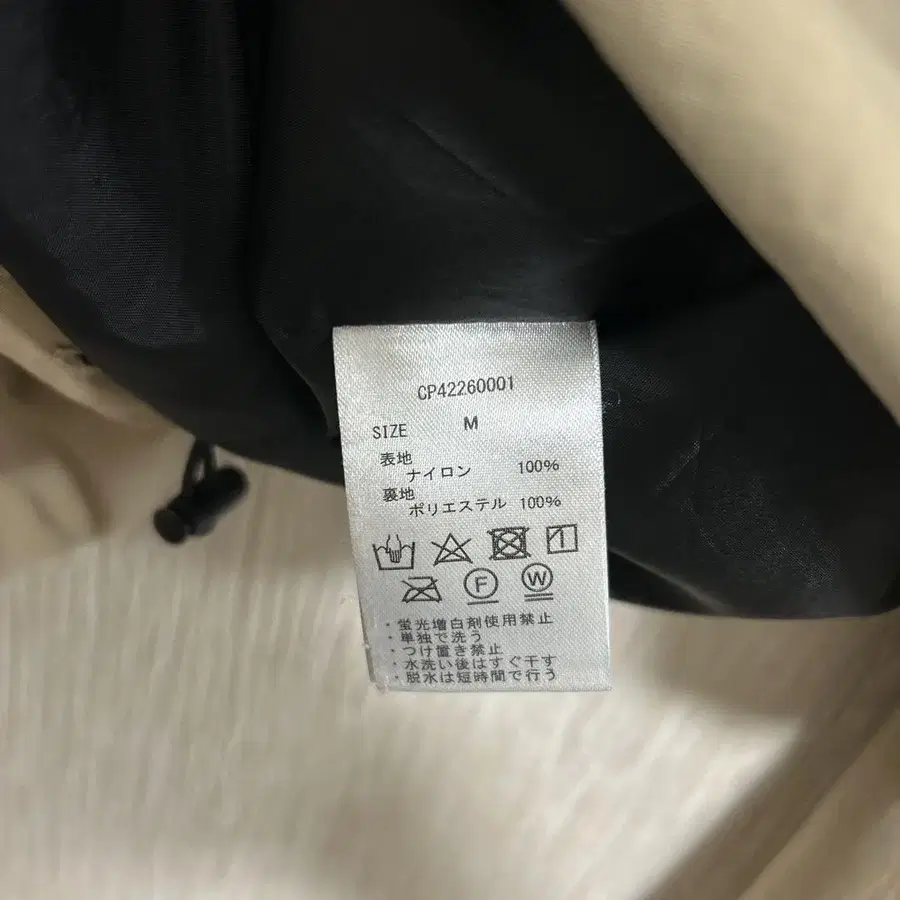 CP42260001
SIZE M
表地
ナイロン 100%
裏地
ポリエステル 100%
F W
・蛍光増白剤使用禁止
・単独で洗う
・つけ置き禁止
・水洗い後はすぐ干す
・脱水は短時間で行う